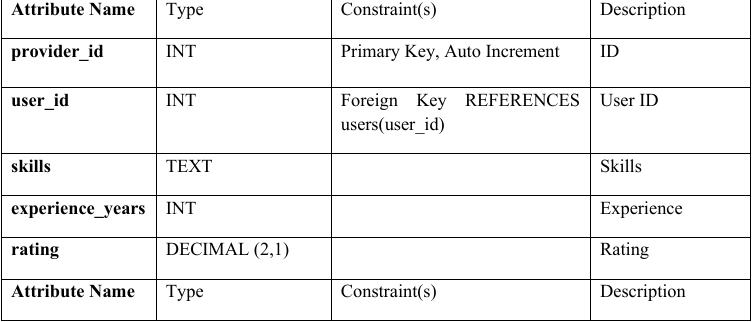 Attribute Name Type Constraint(s) Description
provider_id INT Primary Key, Auto Increment ID
user_id INT Foreign Key REFERENCES User ID
users(user_id)
skills TEXT Skills
experience_years INT Experience
rating DECIMAL (2,1) Rating
Attribute Name Type Constraint(s) Description